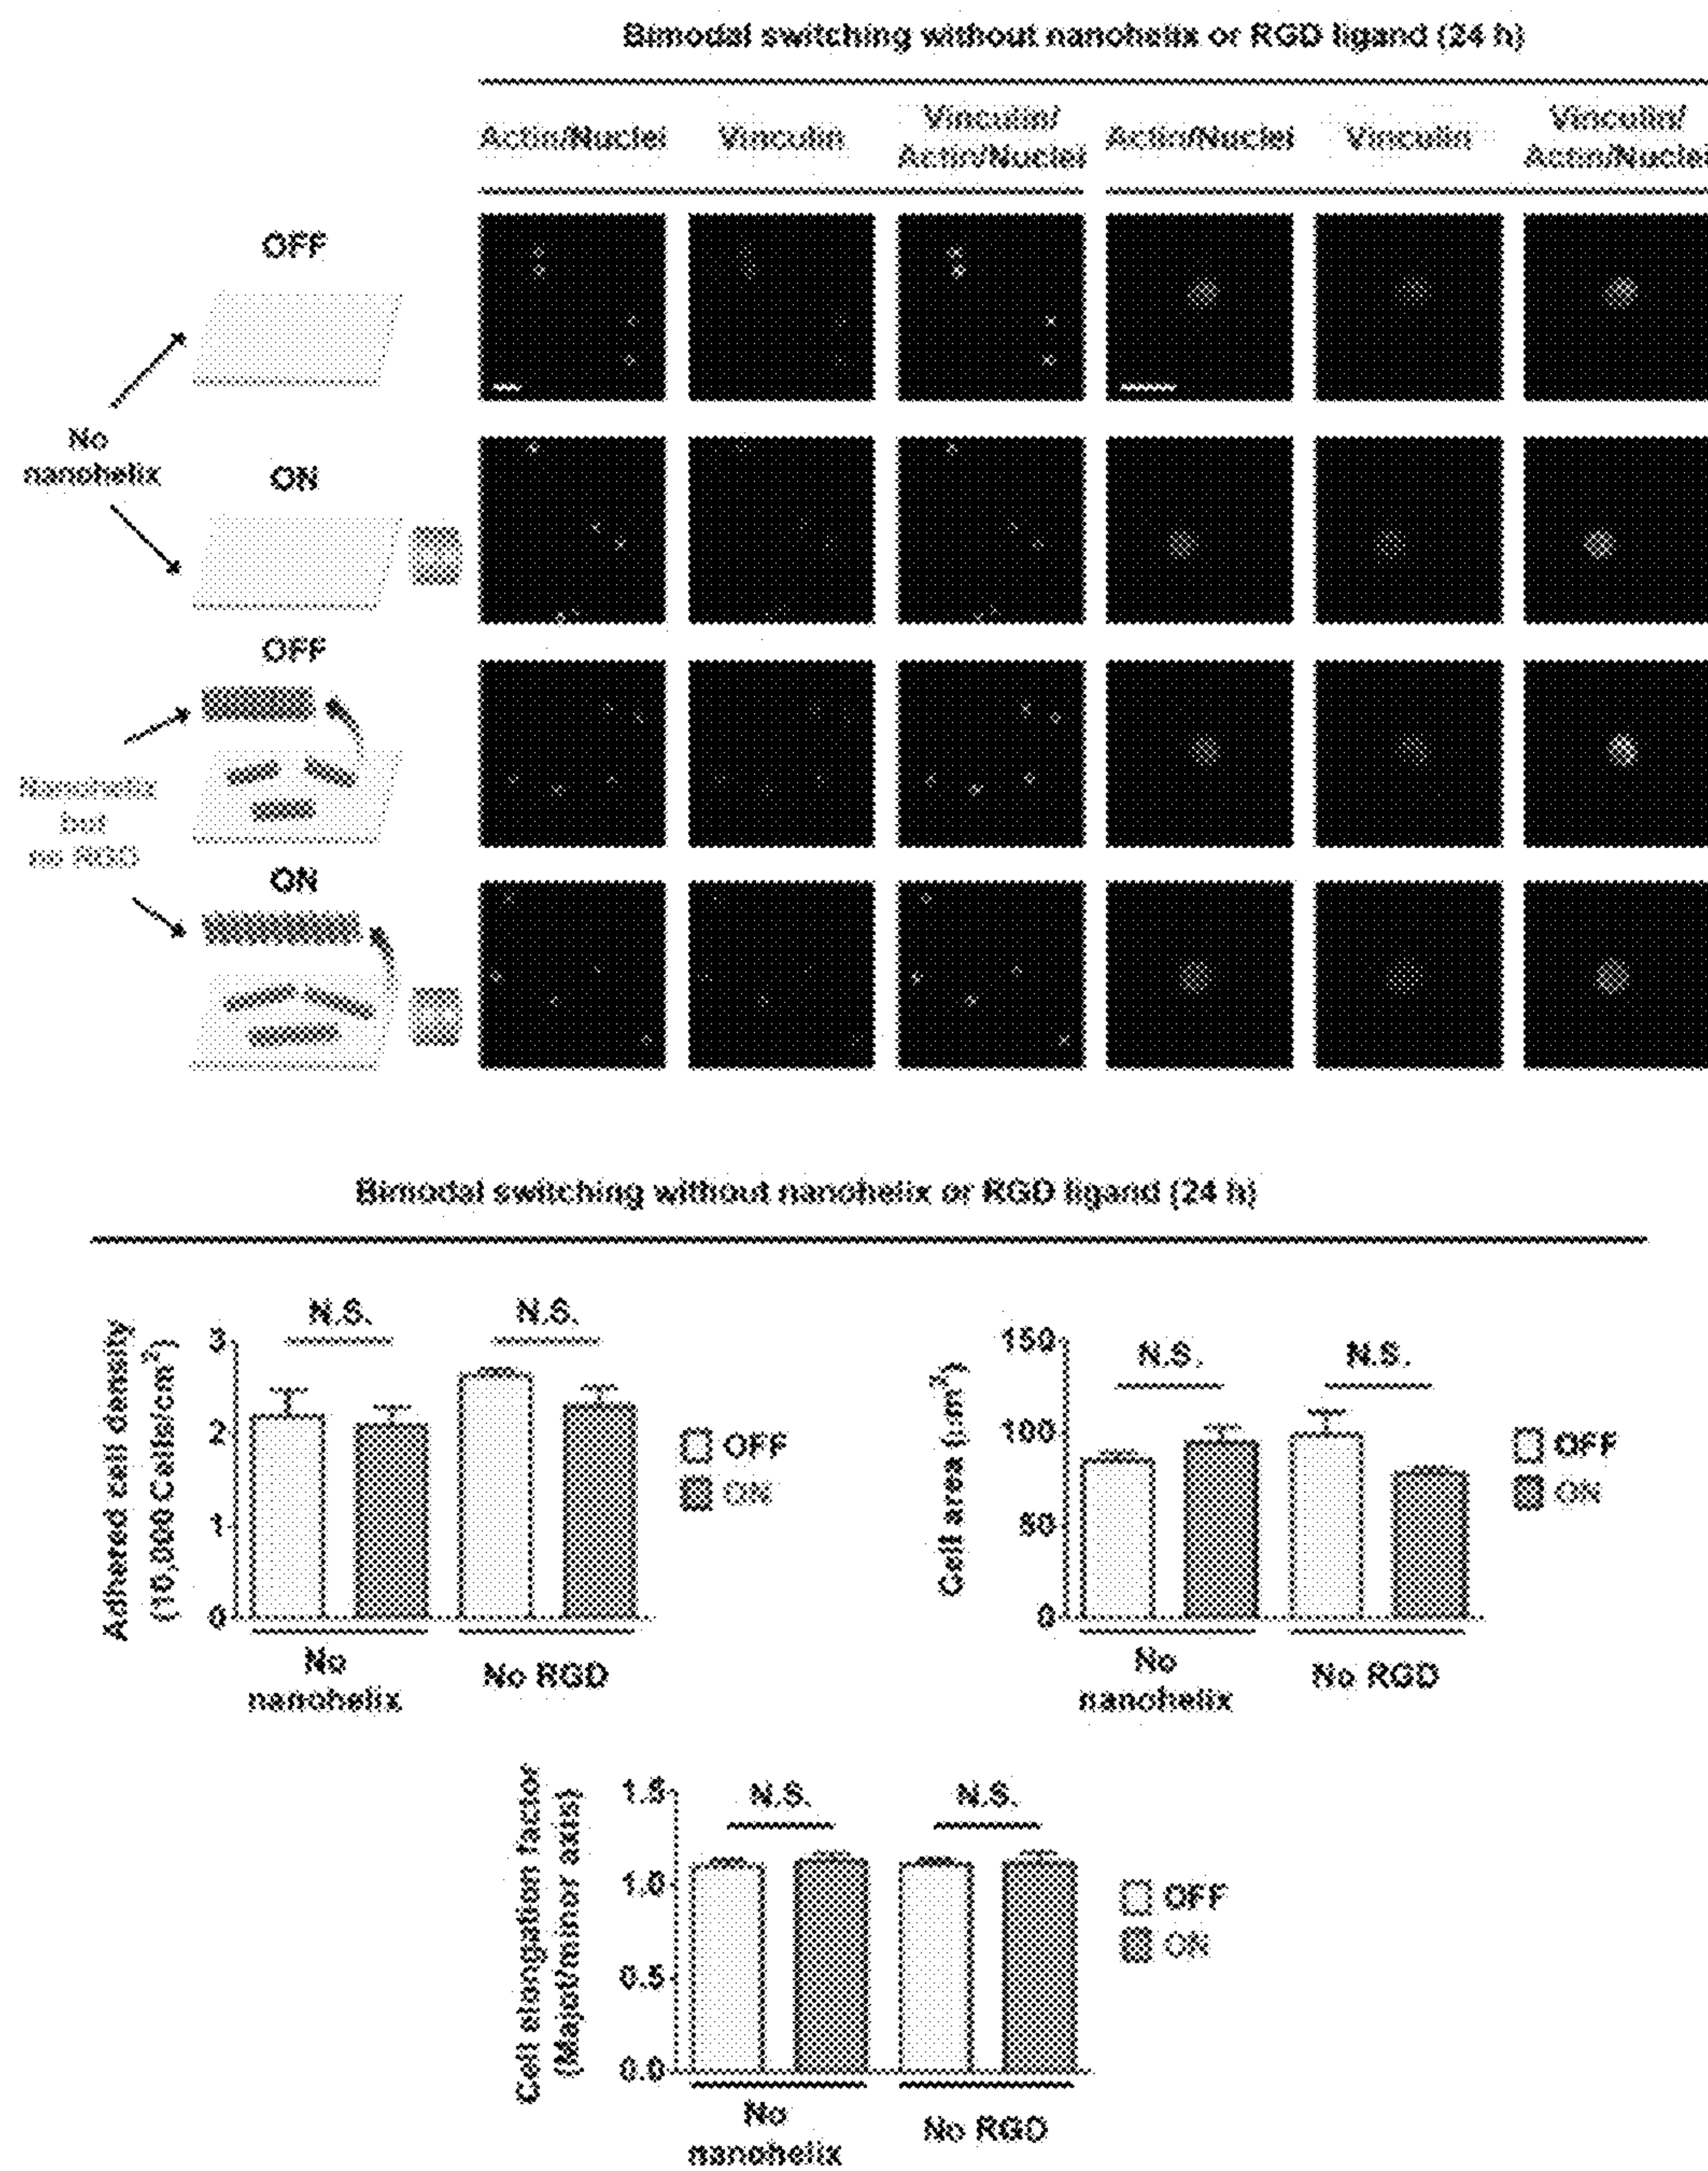 Bimodal switching without nanohelix or RGD ligand (24 h)
Actin/Nuclei
Vinculin
Vinculin/
Actin/Nuclei
Actin/Nuclei
Vinculin
Vinculin/
Actin/Nuclei
OFF
No
nanohelix
ON
OFF
Nanohelix
but
no RGD
ON
Bimodal switching without nanohelix or RGD ligand (24 h)
Adhered cell density
(10,000 Cells/cm²)
3
2
1
0
N.S.
N.S.
OFF
ON
No
nanohelix
No RGD
Cell area (μm²)
150
100
50
0
N.S.
N.S.
OFF
ON
No
nanohelix
No RGD
Cell elongation factor
(Major/minor axis)
1.5
1.0
0.5
0.0
N.S.
N.S.
OFF
ON
No
nanohelix
No RGD